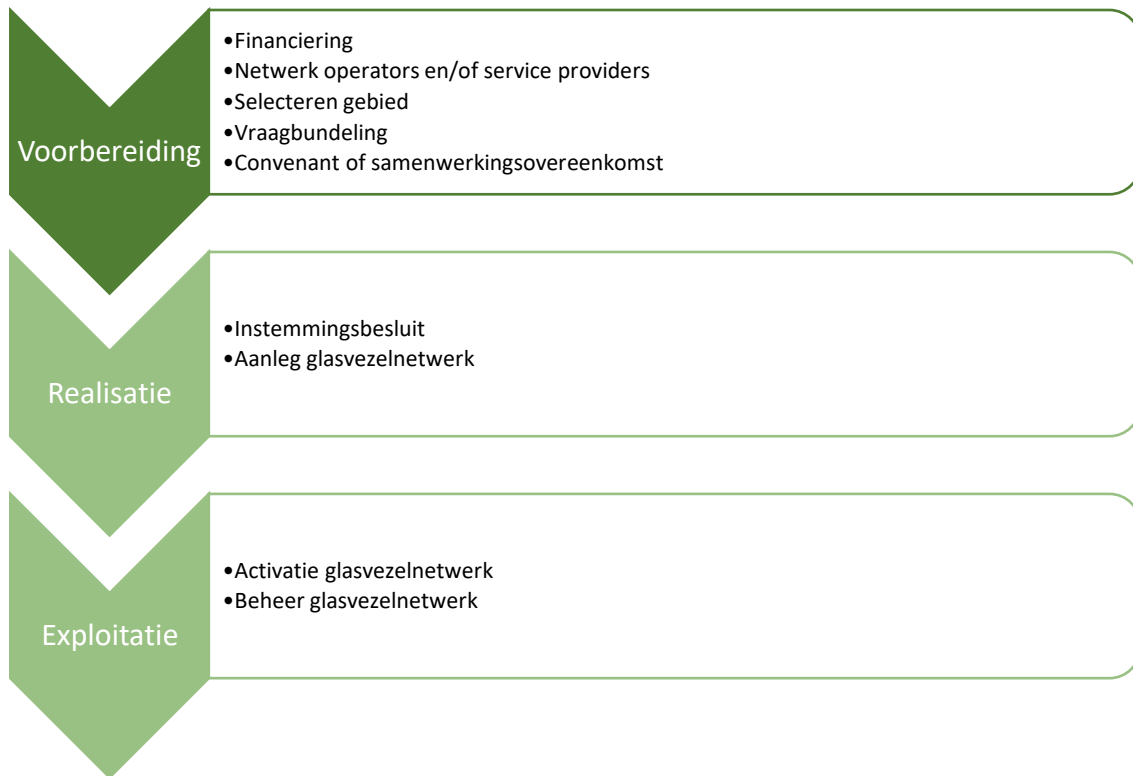 Voorbereiding
•Financiering
•Netwerk operators en/of service providers
•Selecteren gebied
•Vraagbundeling
•Convenant of samenwerkingsovereenkomst
Realisatie
•Instemmingsbesluit
•Aanleg glasvezelnetwerk
Exploitatie
•Activatie glasvezelnetwerk
•Beheer glasvezelnetwerk